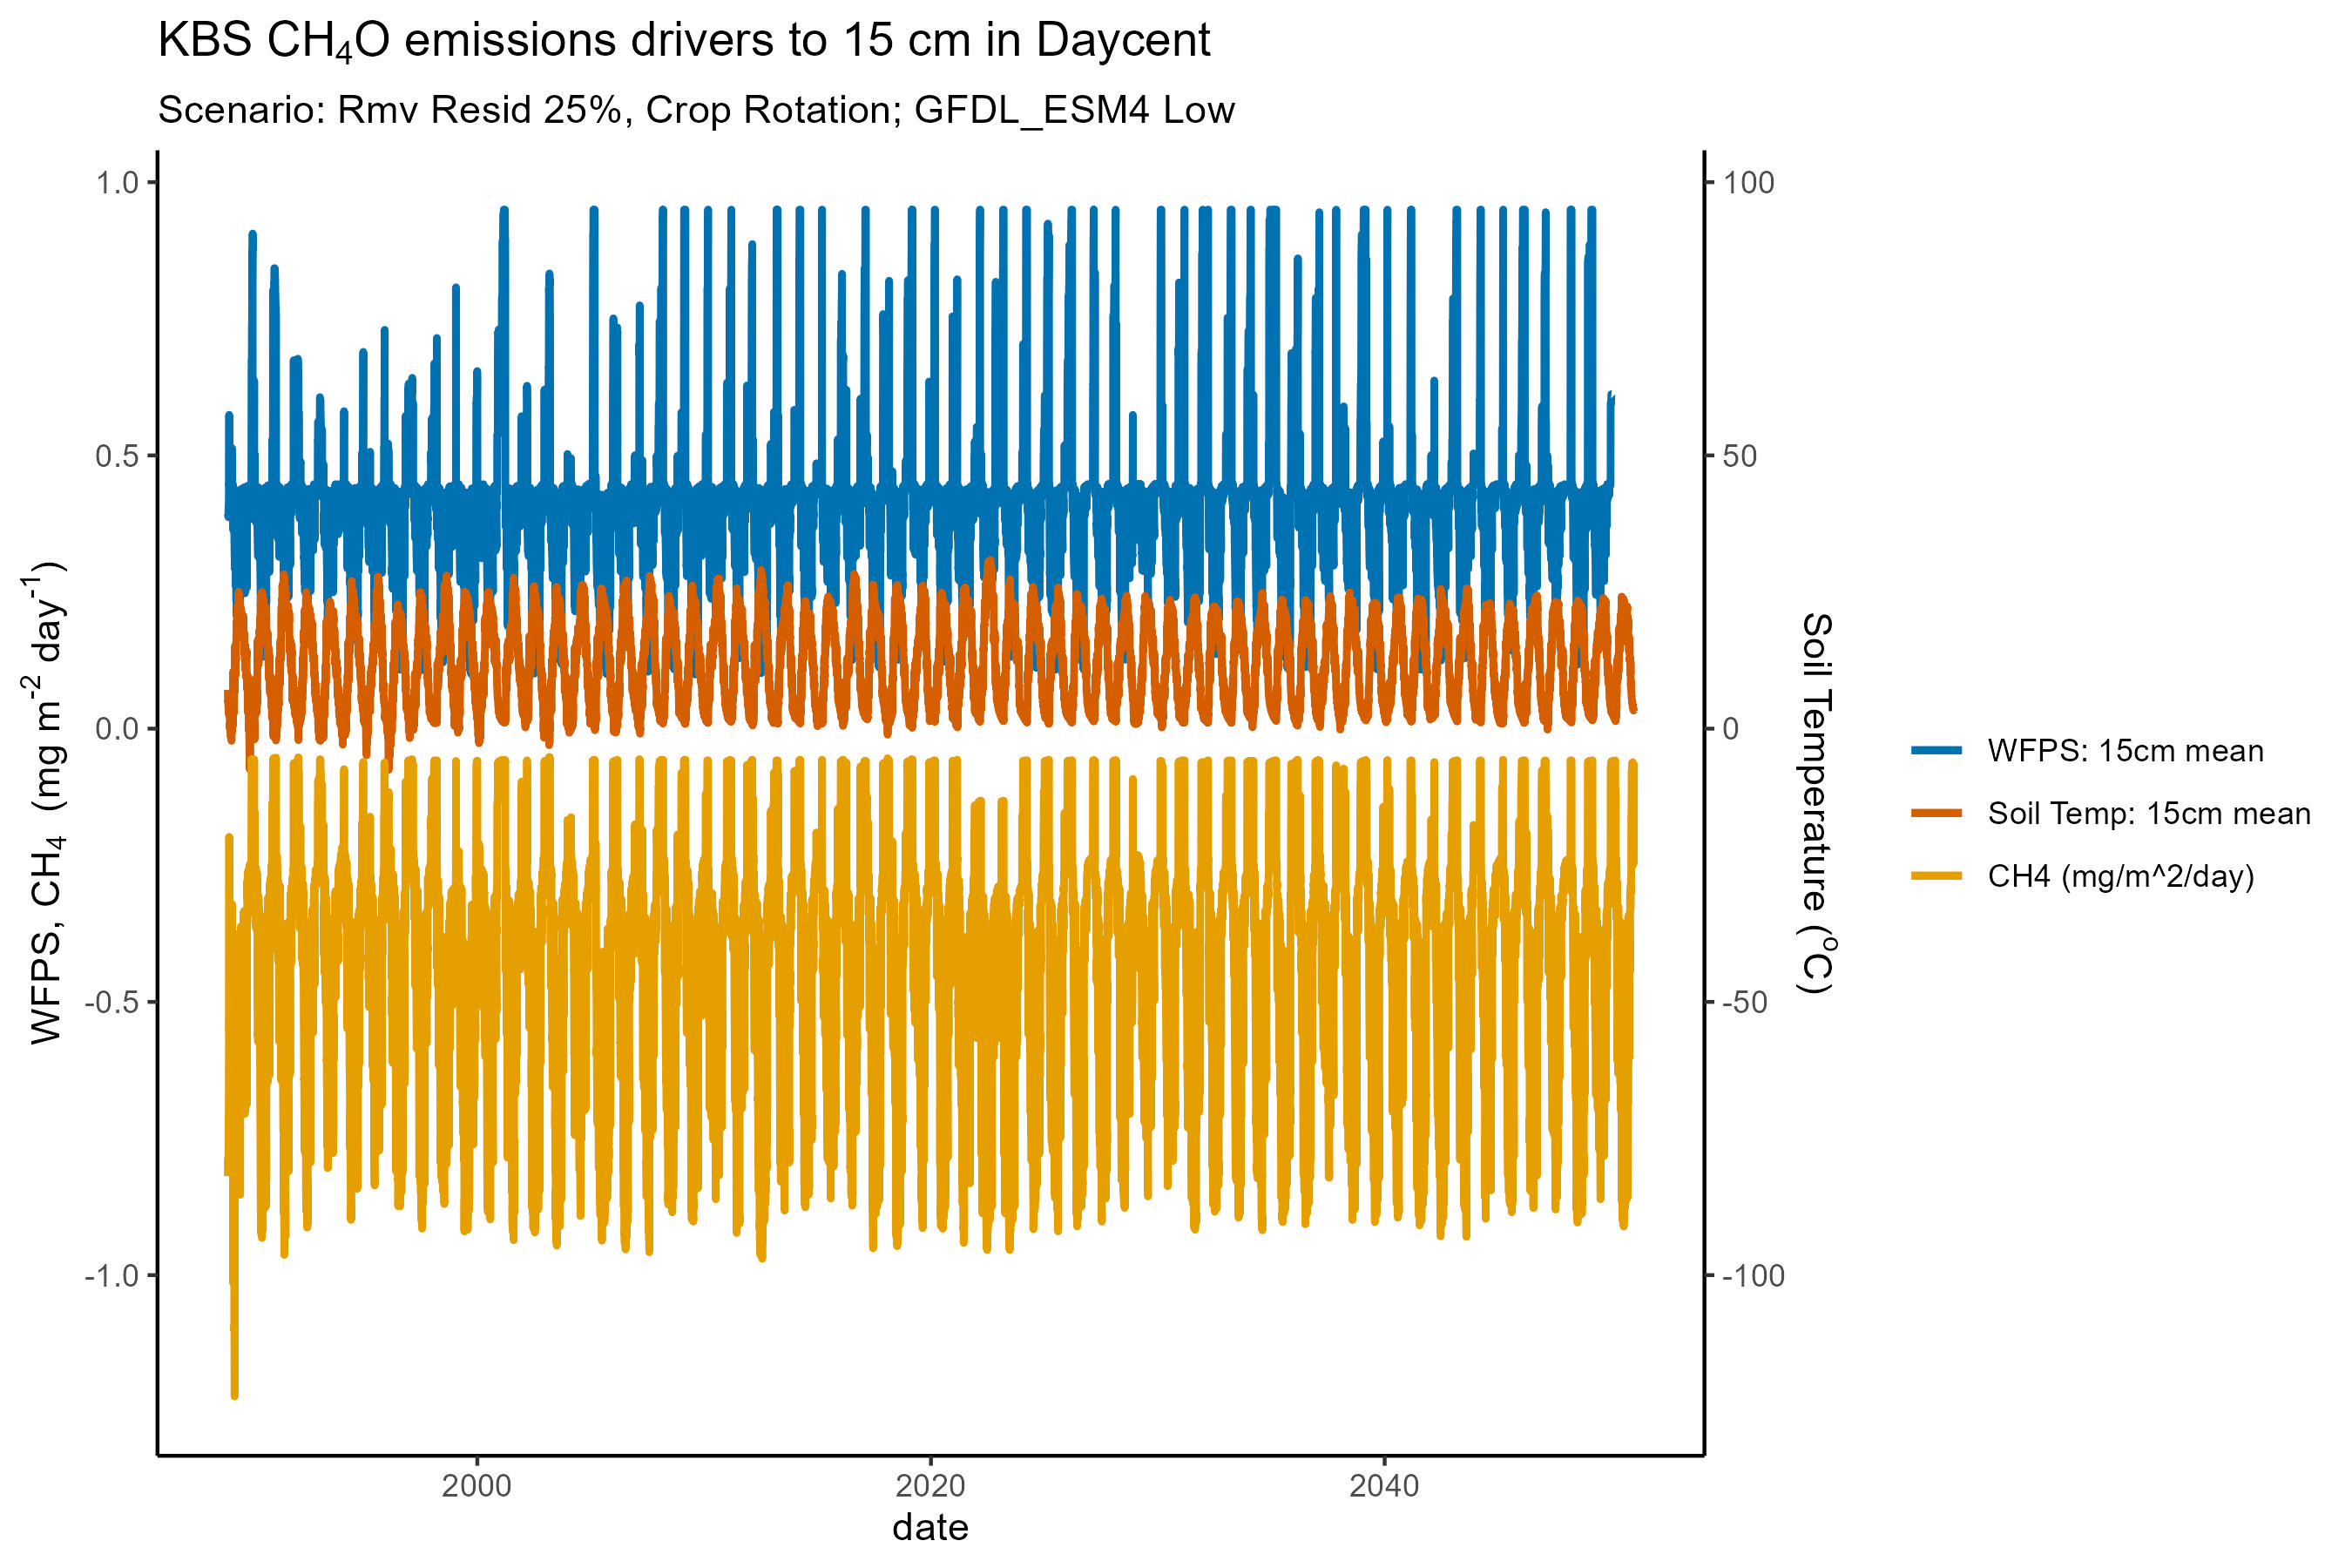 KBS CH₄O emissions drivers to 15 cm in Daycent
Scenario: Rmv Resid 25%, Crop Rotation; GFDL_ESM4 Low
WFPS, CH₄ (mg m⁻² day⁻¹)
1.0
0.5
0.0
-0.5
-1.0
100
50
0
-50
-100
Soil Temperature (°C)
2000
2020
2040
date
WFPS: 15cm mean
Soil Temp: 15cm mean
CH4 (mg/m^2/day)